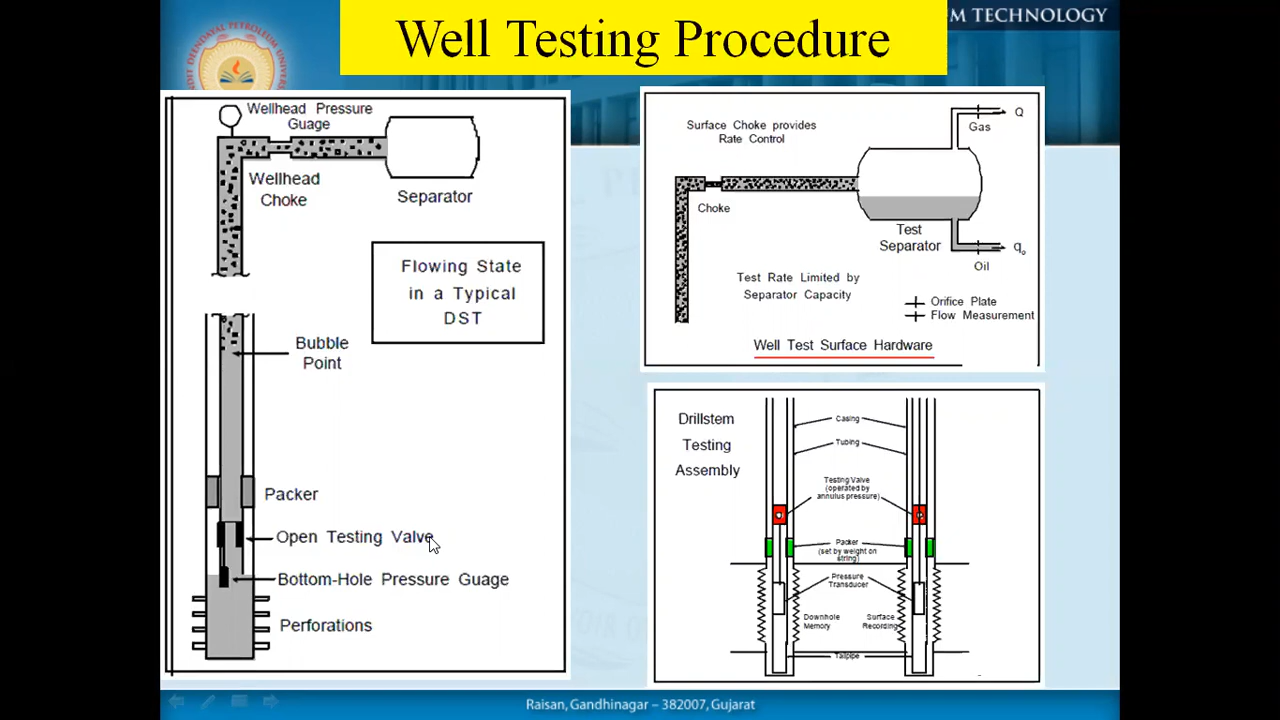 M TECHNOLOGY
Well Testing Procedure
Wellhead Pressure
Guage
Wellhead
Choke
Separator
Flowing State
in a Typical
DST
Bubble
Point
Packer
Open Testing Valve
Bottom-Hole Pressure Guage
Perforations
Surface Choke provides
Rate Control
Q
Gas
Choke
Test
Separator
qo
Oil
Test Rate Limited by
Separator Capacity
Orifice Plate
Flow Measurement
Well Test Surface Hardware
Drillstem
Testing
Assembly
Casing
Tubing
Testing Valve
(operated by
annulus pressure)
Packer
(set by weight on
string)
Pressure
Transducer
Downhole
Memory
Surface
Recording
Tailpipe
Raisan, Gandhinagar – 382007, Gujarat